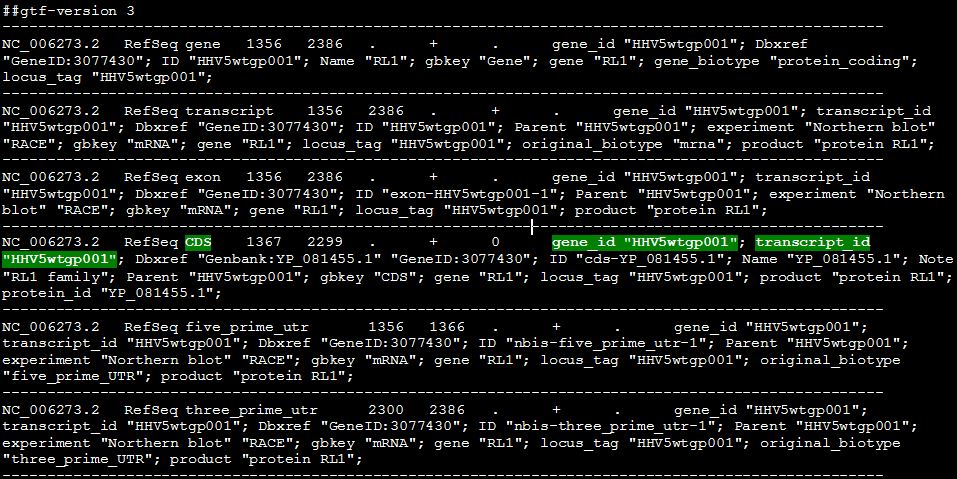 ##gtf-version 3
--------------------------------------------------------------------------------------------------
NC_006273.2 RefSeq gene 1356 2386 . + . gene_id "HHV5wtgp001"; Dbxref
"GeneID:3077430"; ID "HHV5wtgp001"; Name "RL1"; gbkey "Gene"; gene "RL1"; gene_biotype "protein_coding";
locus_tag "HHV5wtgp001";
--------------------------------------------------------------------------------------------------
NC_006273.2 RefSeq transcript 1356 2386 . + . gene_id "HHV5wtgp001"; transcript_id
"HHV5wtgp001"; Dbxref "GeneID:3077430"; ID "HHV5wtgp001"; Parent "HHV5wtgp001"; experiment "Northern blot"
"RACE"; gbkey "mRNA"; gene "RL1"; locus_tag "HHV5wtgp001"; original_biotype "mrna"; product "protein RL1";
--------------------------------------------------------------------------------------------------
NC_006273.2 RefSeq exon 1356 2386 . + . gene_id "HHV5wtgp001"; transcript_id
"HHV5wtgp001"; Dbxref "GeneID:3077430"; ID "exon-HHV5wtgp001-1"; Parent "HHV5wtgp001"; experiment "Northern
blot" "RACE"; gbkey "mRNA"; gene "RL1"; locus_tag "HHV5wtgp001"; product "protein RL1";
--------------------------------------------------------------------------------------------------
NC_006273.2 RefSeq CDS 1367 2299 . + 0 gene_id "HHV5wtgp001"; transcript_id
"HHV5wtgp001"; Dbxref "Genbank:YP_081455.1" "GeneID:3077430"; ID "cds-YP_081455.1"; Name "YP_081455.1"; Note
"RL1 family"; Parent "HHV5wtgp001"; gbkey "CDS"; gene "RL1"; locus_tag "HHV5wtgp001"; product "protein RL1";
protein_id "YP_081455.1";
--------------------------------------------------------------------------------------------------
NC_006273.2 RefSeq five_prime_utr 1356 1366 . + . gene_id "HHV5wtgp001";
transcript_id "HHV5wtgp001"; Dbxref "GeneID:3077430"; ID "nbis-five_prime_utr-1"; Parent "HHV5wtgp001";
experiment "Northern blot" "RACE"; gbkey "mRNA"; gene "RL1"; locus_tag "HHV5wtgp001"; original_biotype
"five_prime_UTR"; product "protein RL1";
--------------------------------------------------------------------------------------------------
NC_006273.2 RefSeq three_prime_utr 2300 2386 . + . gene_id "HHV5wtgp001";
transcript_id "HHV5wtgp001"; Dbxref "GeneID:3077430"; ID "nbis-three_prime_utr-1"; Parent "HHV5wtgp001";
experiment "Northern blot" "RACE"; gbkey "mRNA"; gene "RL1"; locus_tag "HHV5wtgp001"; original_biotype
"three_prime_UTR"; product "protein RL1";
--------------------------------------------------------------------------------------------------